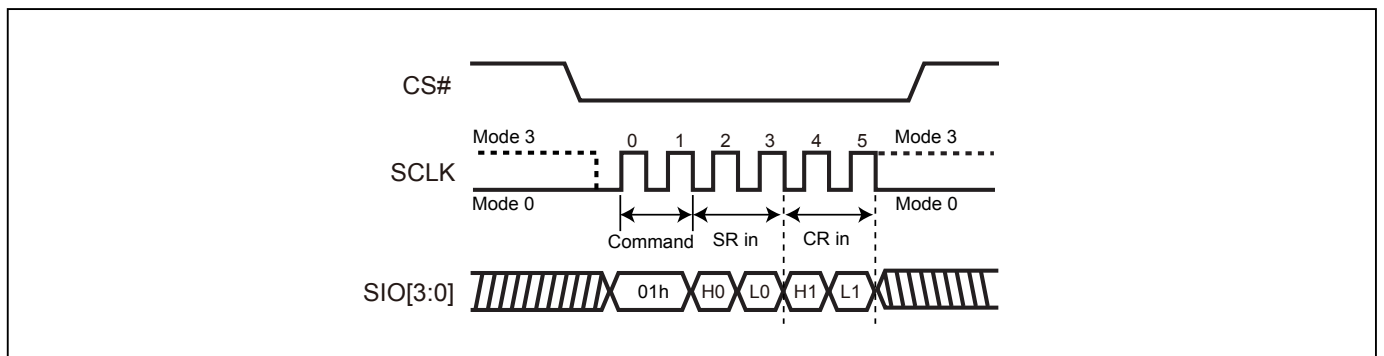 CS#
Mode 3 0 1 2 3 4 5 Mode 3
SCLK
Mode 0 Mode 0
Command SR in CR in
SIO[3:0] 01h H0 L0 H1 L1